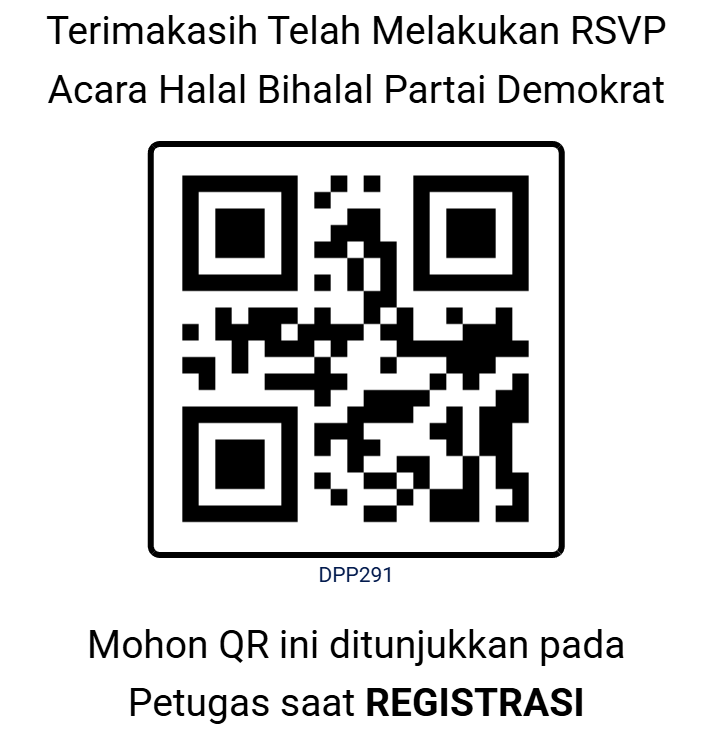 Terimakasih Telah Melakukan RSVP
Acara Halal Bihalal Partai Demokrat
DPP291
Mohon QR ini ditunjukkan pada
Petugas saat REGISTRASI